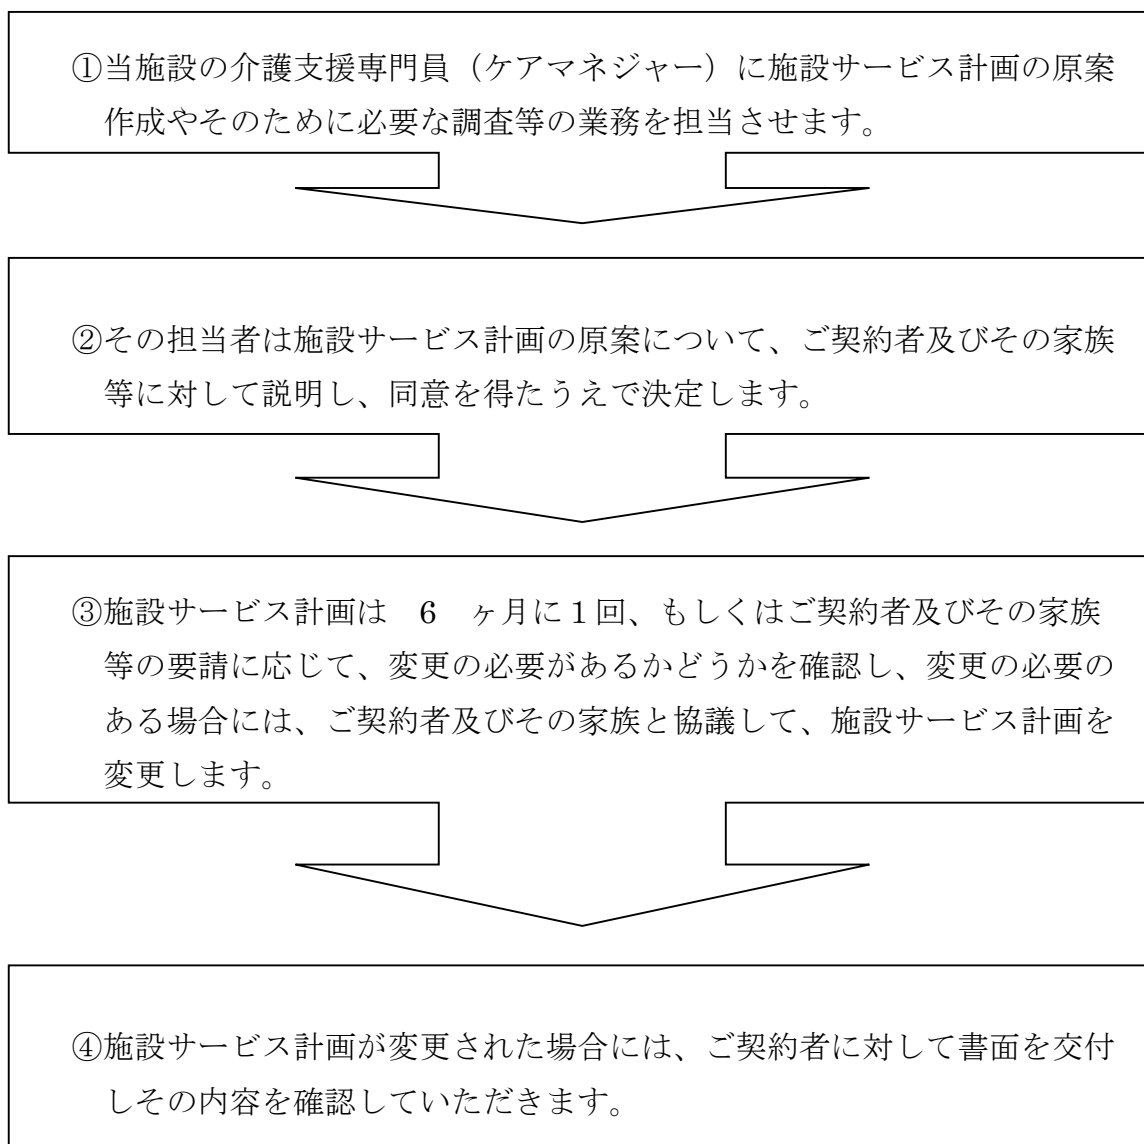 ①当施設の介護支援専門員（ケアマネジャー）に施設サービス計画の原案
作成やそのために必要な調査等の業務を担当させます。
②その担当者は施設サービス計画の原案について、ご契約者及びその家族
等に対して説明し、同意を得たうえで決定します。
③施設サービス計画は　6　ヶ月に１回、もしくはご契約者及びその家族
等の要請に応じて、変更の必要があるかどうかを確認し、変更の必要の
ある場合には、ご契約者及びその家族と協議して、施設サービス計画を
変更します。
④施設サービス計画が変更された場合には、ご契約者に対して書面を交付
しその内容を確認していただきます。